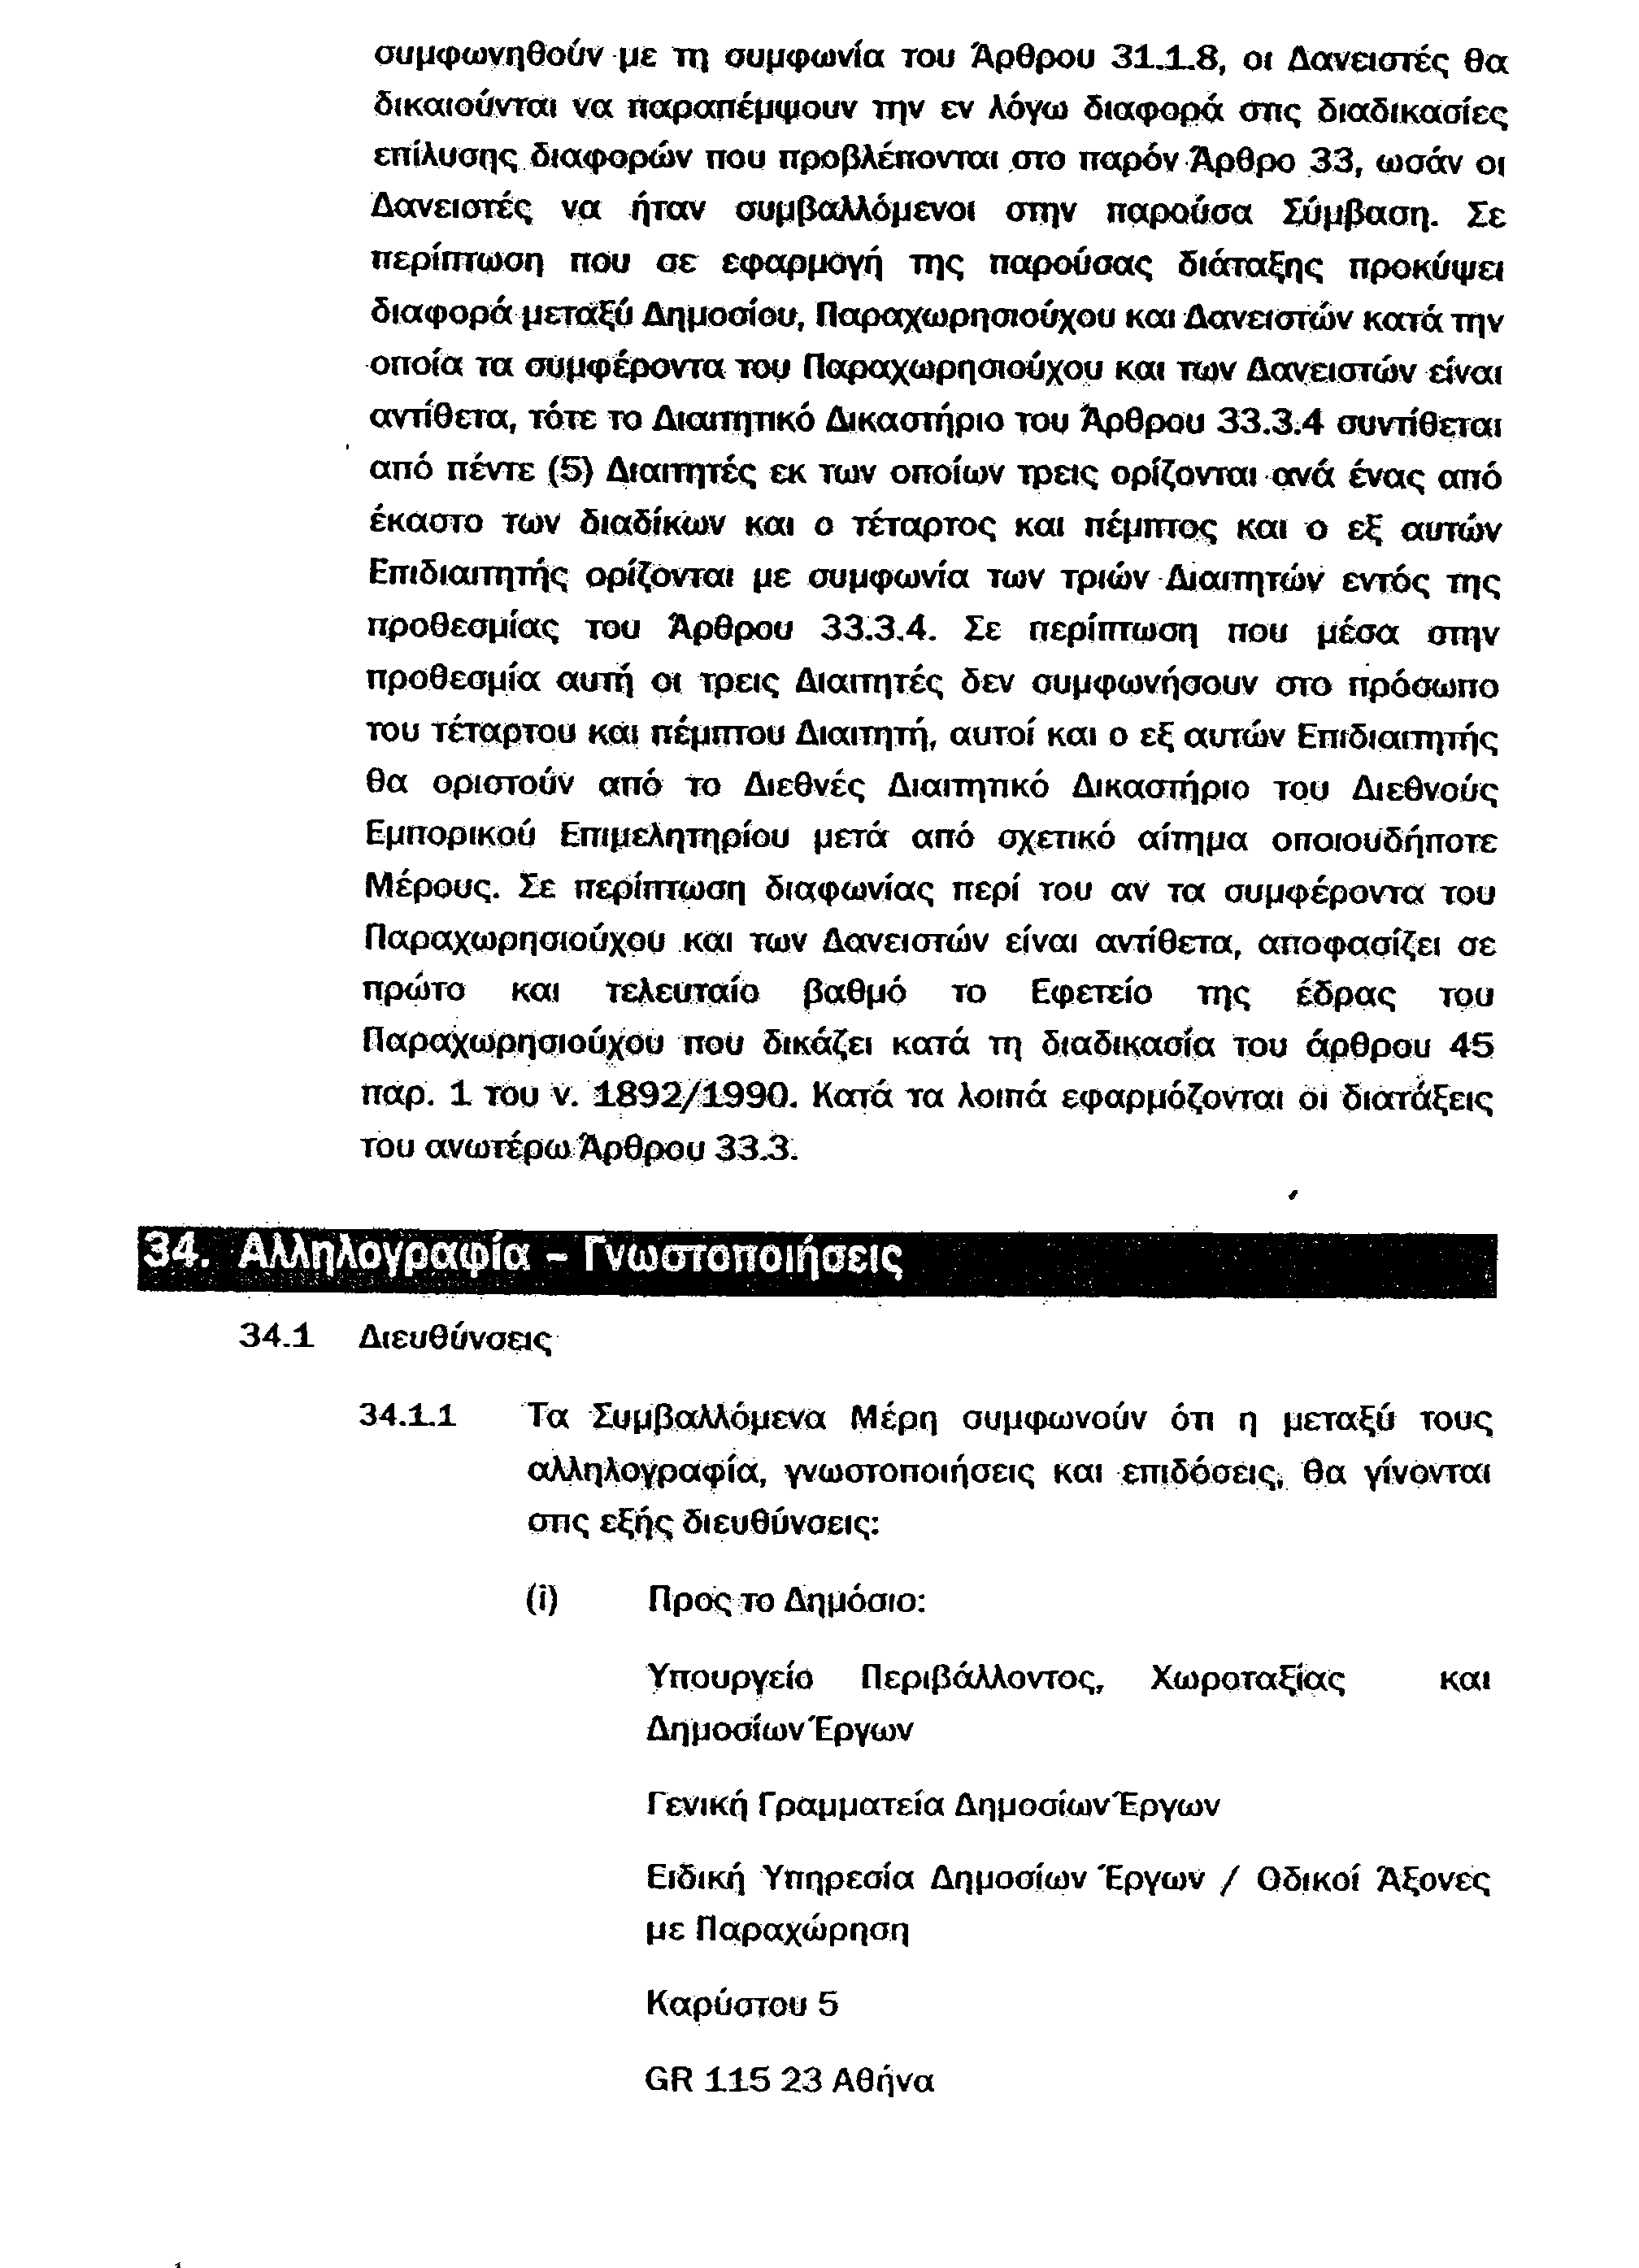 συμφωνηθούν με τη συμφωνία του Άρθρου 31.1.8, οι Δανειστές θα
δικαιούνται να παραπέμψουν την εν λόγω διαφορά στις διαδικασίες
επίλυσης διαφορών που προβλέπονται στο παρόν Άρθρο 33, ωσάν οι
Δανειστές να ήταν συμβαλλόμενοι στην παρούσα Σύμβαση. Σε
περίπτωση που σε εφαρμογή της παρούσας διάταξης προκύψει
διαφορά μεταξύ Δημοσίου, Παραχωρησιούχου και Δανειστών κατά την
οποία τα συμφέροντα του Παραχωρησιούχου και των Δανειστών είναι
αντίθετα, τότε το Διαιτητικό Δικαστήριο του Άρθρου 33.3.4 συντίθεται
από πέντε (5) Διαιτητές εκ των οποίων τρεις ορίζονται ανά ένας από
έκαστο των διαδίκων και ο τέταρτος και πέμπτος και ο εξ αυτών
Επιδιαιτητής ορίζονται με συμφωνία των τριών Διαιτητών εντός της
προθεσμίας του Άρθρου 33.3.4. Σε περίπτωση που μέσα στην
προθεσμία αυτή οι τρεις Διαιτητές δεν συμφωνήσουν στο πρόσωπο
του τέταρτου και πέμπτου Διαιτητή, αυτοί και ο εξ αυτών Επιδιαιτητής
θα οριστούν από το Διεθνές Διαιτητικό Δικαστήριο του Διεθνούς
Εμπορικού Επιμελητηρίου μετά από σχετικό αίτημα οποιουδήποτε
Μέρους. Σε περίπτωση διαφωνίας περί του αν τα συμφέροντα του
Παραχωρησιούχου και των Δανειστών είναι αντίθετα, αποφασίζει σε
πρώτο και τελευταίο βαθμό το Εφετείο της έδρας του
Παραχωρησιούχου που δικάζει κατά τη διαδικασία του άρθρου 45
παρ. 1 του ν. 1892/1990. Κατά τα λοιπά εφαρμόζονται οι διατάξεις
του ανωτέρω Άρθρου 33.3.
34. Αλληλογραφία – Γνωστοποιήσεις
34.1 Διευθύνσεις
34.1.1 Τα Συμβαλλόμενα Μέρη συμφωνούν ότι η μεταξύ τους
αλληλογραφία, γνωστοποιήσεις και επιδόσεις, θα γίνονται
στις εξής διευθύνσεις:
(i) Προς το Δημόσιο:
Υπουργείο Περιβάλλοντος, Χωροταξίας και
Δημοσίων Έργων
Γενική Γραμματεία Δημοσίων Έργων
Ειδική Υπηρεσία Δημοσίων Έργων / Οδικοί Άξονες
με Παραχώρηση
Καρύστου 5
GR 115 23 Αθήνα